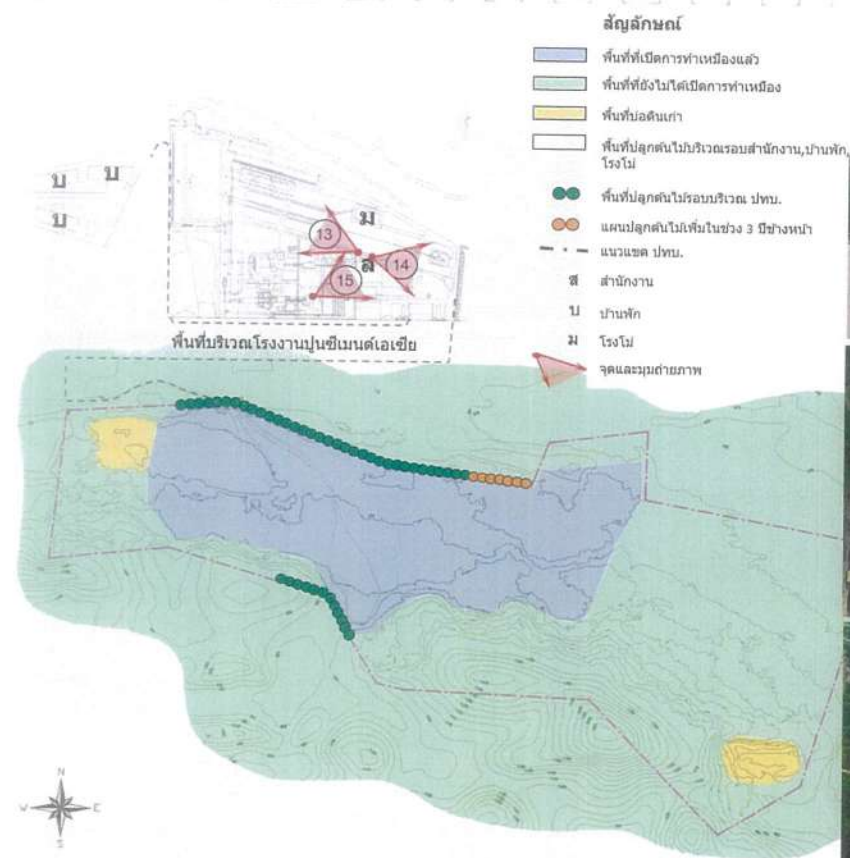 สัญลักษณ์
พื้นที่ที่เปิดการทำเหมืองแล้ว
พื้นที่ที่ยังไม่ได้เปิดการทำเหมือง
พื้นที่บ่อดินเก่า
พื้นที่ปลูกต้นไม้บริเวณรอบสำนักงาน,บ้านพัก,
โรงโม่
พื้นที่ปลูกต้นไม้รอบบริเวณ ปทบ.
แผนปลูกต้นไม้เพิ่มในช่วง 3 ปีข้างหน้า
แนวเขต ปทบ.
ส สำนักงาน
บ บ้านพัก
ม โรงโม่
จุดและมุมถ่ายภาพ
บ บ
บ
ม
13
ส 14
15
พื้นที่บริเวณโรงงานปูนซีเมนต์เอเซีย
N
W E
S